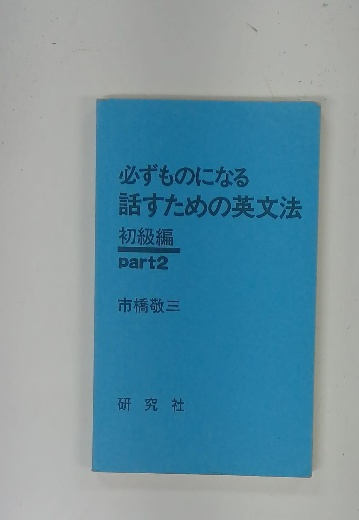 必ずものになる
話すための英文法
初級編
part2
市橋敬三
研究社